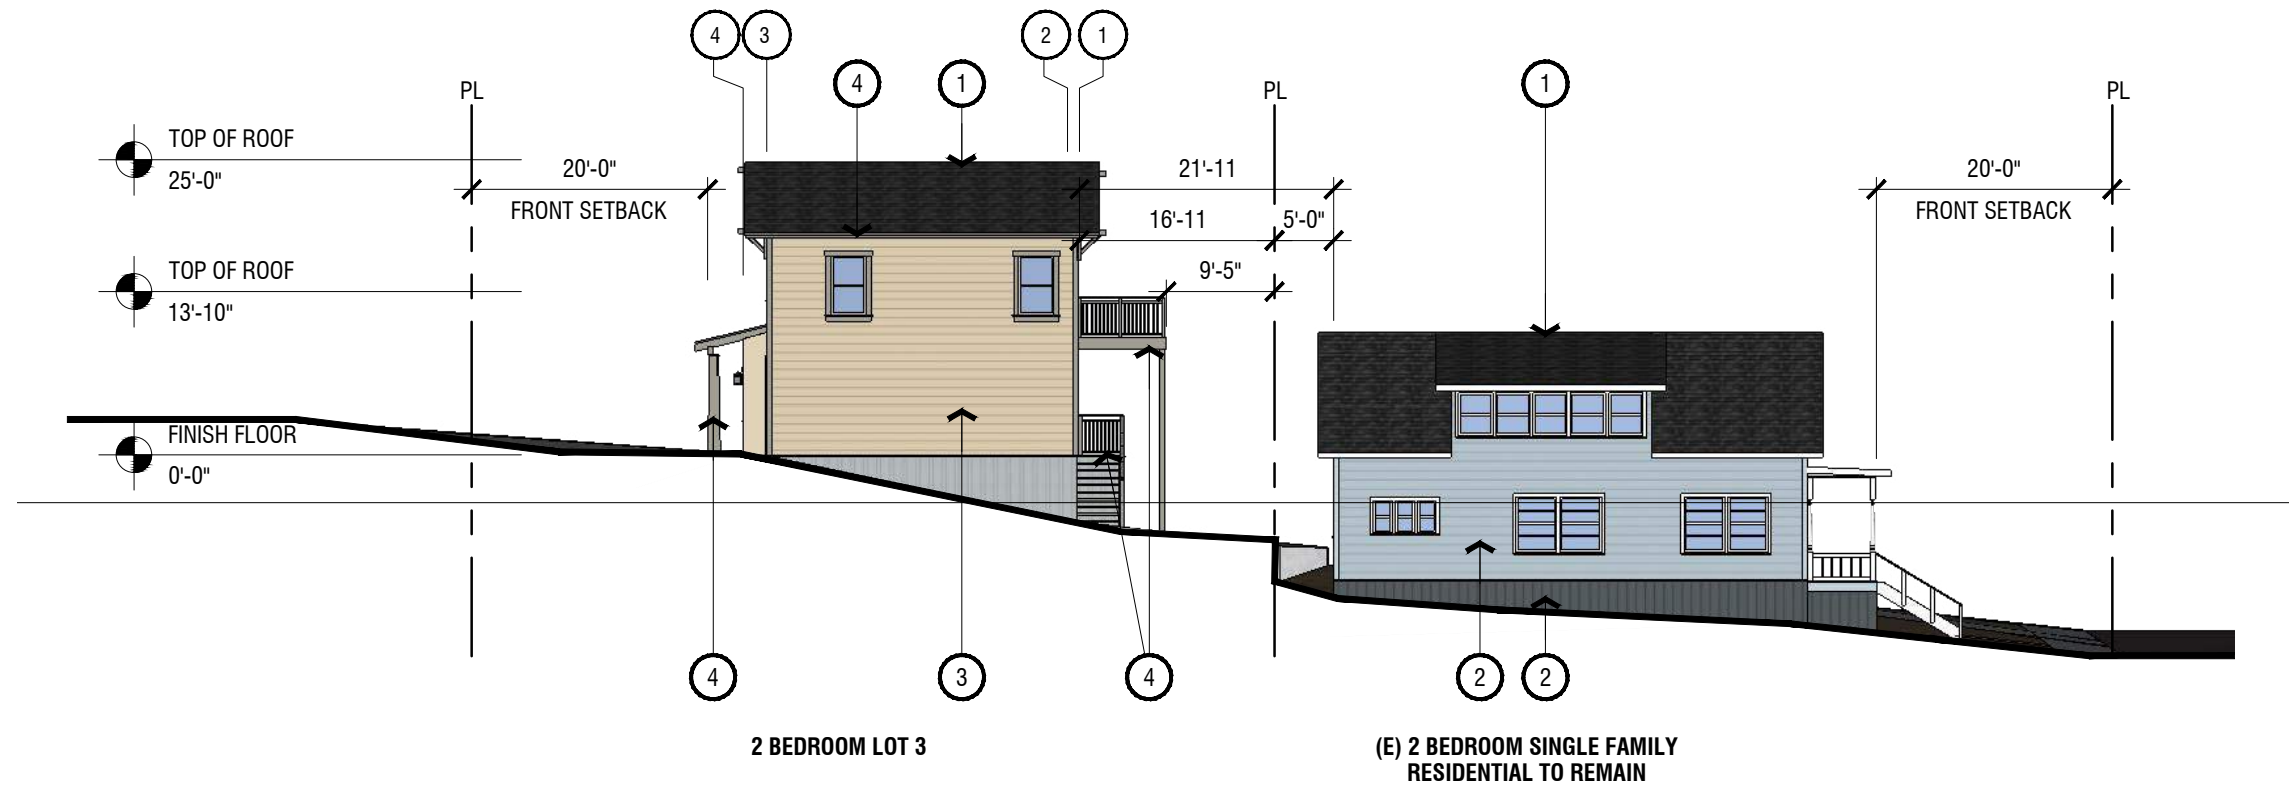 4 3 2 1
4 1 1
PL PL PL
TOP OF ROOF
25'-0"
20'-0"
FRONT SETBACK
21'-11
20'-0"
FRONT SETBACK
16'-11 5'-0"
TOP OF ROOF
13'-10"
9'-5"
FINISH FLOOR
0'-0"
4 3 4 2 2
2 BEDROOM LOT 3
(E) 2 BEDROOM SINGLE FAMILY
RESIDENTIAL TO REMAIN